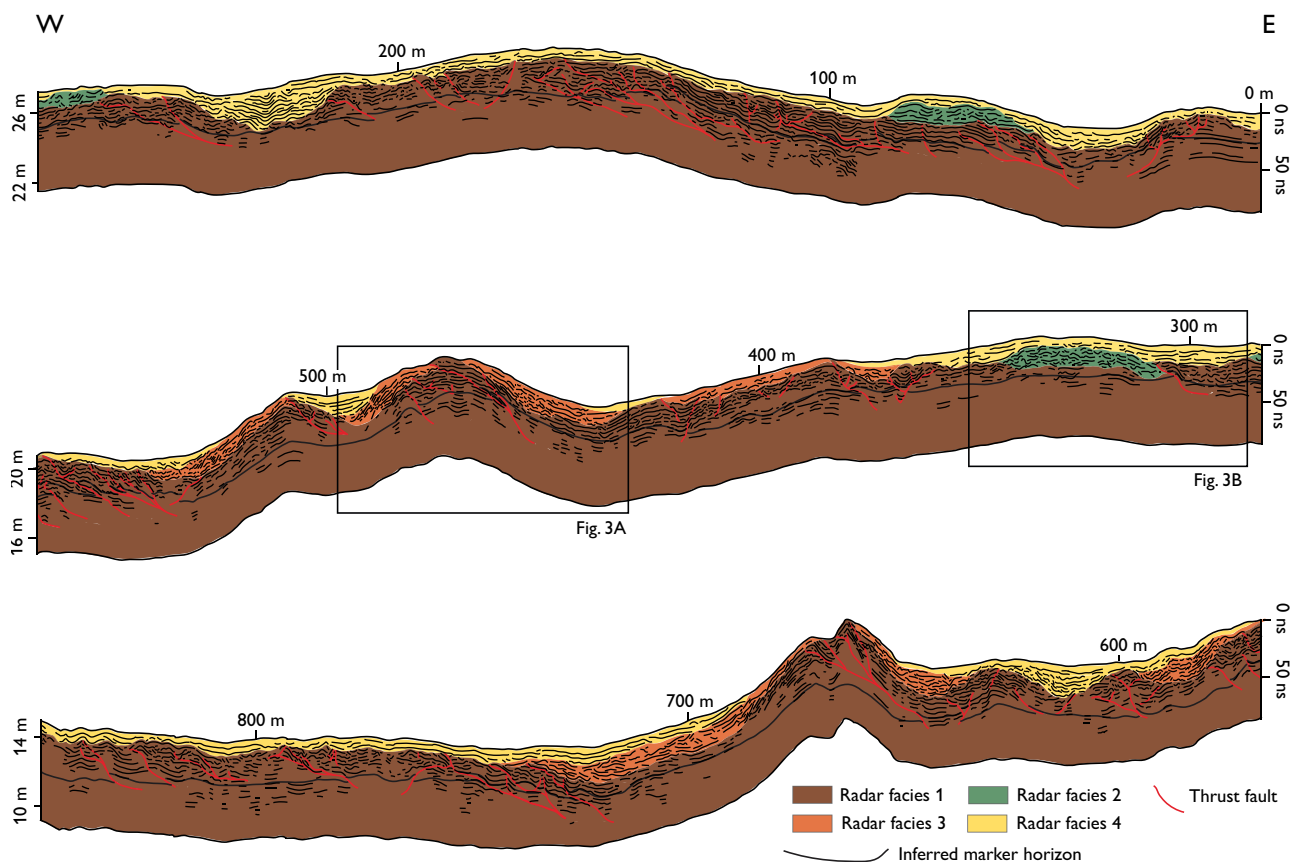 W
E
200 m
100 m
0 m
26 m
22 m
0 ns
50 ns
300 m
400 m
500 m
0 ns
50 ns
20 m
16 m
Fig. 3B
Fig. 3A
600 m
700 m
800 m
0 ns
50 ns
14 m
10 m
Radar facies 1
Radar facies 2
Thrust fault
Radar facies 3
Radar facies 4
Inferred marker horizon